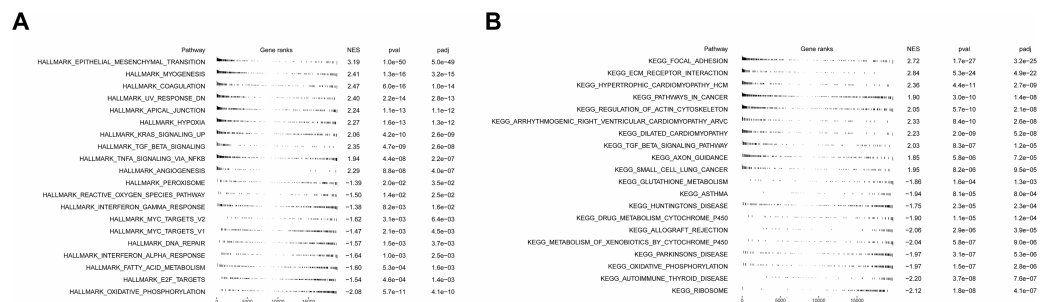 A
Pathway Gene ranks NES pval padj
HALLMARK_EPITHELIAL_MESENCHYMAL_TRANSITION 3.19 1.0e−50 5.0e−49
HALLMARK_MYOGENESIS 2.41 1.3e−16 3.2e−15
HALLMARK_COAGULATION 2.47 6.0e−16 1.0e−14
HALLMARK_UV_RESPONSE_DN 2.40 2.2e−14 2.8e−13
HALLMARK_APICAL_JUNCTION 2.24 1.1e−13 1.1e−12
HALLMARK_HYPOXIA 2.27 1.6e−13 1.3e−12
HALLMARK_KRAS_SIGNALING_UP 2.06 4.2e−10 2.6e−09
HALLMARK_TGF_BETA_SIGNALING 2.35 4.7e−09 2.6e−08
HALLMARK_TNFA_SIGNALING_VIA_NFKB 1.94 4.4e−08 2.2e−07
HALLMARK_ANGIOGENESIS 2.29 8.8e−08 4.0e−07
HALLMARK_PEROXISOME −1.39 2.0e−02 3.5e−02
HALLMARK_REACTIVE_OXYGEN_SPECIES_PATHWAY −1.50 1.4e−02 2.5e−02
HALLMARK_INTERFERON_GAMMA_RESPONSE −1.38 8.2e−03 1.6e−02
HALLMARK_MYC_TARGETS_V2 −1.62 3.1e−03 6.4e−03
HALLMARK_MYC_TARGETS_V1 −1.47 2.1e−03 4.5e−03
HALLMARK_DNA_REPAIR −1.57 1.5e−03 3.7e−03
HALLMARK_INTERFERON_ALPHA_RESPONSE −1.64 1.0e−03 2.5e−03
HALLMARK_FATTY_ACID_METABOLISM −1.60 5.3e−04 1.6e−03
HALLMARK_E2F_TARGETS −1.54 4.6e−04 1.4e−03
HALLMARK_OXIDATIVE_PHOSPHORYLATION −2.08 5.7e−11 4.1e−10
0 5000 10000 15000
B
Pathway Gene ranks NES pval padj
KEGG_FOCAL_ADHESION 2.72 1.7e−27 3.2e−25
KEGG_ECM_RECEPTOR_INTERACTION 2.84 5.3e−24 4.9e−22
KEGG_HYPERTROPHIC_CARDIOMYOPATHY_HCM 2.36 4.4e−11 2.7e−09
KEGG_PATHWAYS_IN_CANCER 1.90 3.0e−10 1.4e−08
KEGG_REGULATION_OF_ACTIN_CYTOSKELETON 2.05 5.7e−10 2.1e−08
KEGG_ARRHYTHMOGENIC_RIGHT_VENTRICULAR_CARDIOMYOPATHY_ARVC 2.33 8.4e−10 2.6e−08
KEGG_DILATED_CARDIOMYOPATHY 2.23 2.0e−09 5.2e−08
KEGG_TGF_BETA_SIGNALING_PATHWAY 2.03 8.3e−07 1.2e−05
KEGG_AXON_GUIDANCE 1.85 5.8e−06 7.2e−05
KEGG_SMALL_CELL_LUNG_CANCER 1.95 8.2e−06 9.5e−05
KEGG_GLUTATHIONE_METABOLISM −1.86 1.6e−04 1.3e−03
KEGG_ASTHMA −1.94 8.1e−05 8.0e−04
KEGG_HUNTINGTONS_DISEASE −1.75 2.3e−05 2.3e−04
KEGG_DRUG_METABOLISM_CYTOCHROME_P450 −1.90 1.1e−05 1.2e−04
KEGG_ALLOGRAFT_REJECTION −2.06 2.9e−06 3.9e−05
KEGG_METABOLISM_OF_XENOBIOTICS_BY_CYTOCHROME_P450 −2.04 5.8e−07 9.0e−06
KEGG_PARKINSONS_DISEASE −1.97 3.1e−07 5.3e−06
KEGG_OXIDATIVE_PHOSPHORYLATION −1.97 1.5e−07 2.8e−06
KEGG_AUTOIMMUNE_THYROID_DISEASE −2.20 3.7e−08 7.6e−07
KEGG_RIBOSOME −2.12 1.8e−08 4.1e−07
0 5000 10000 15000